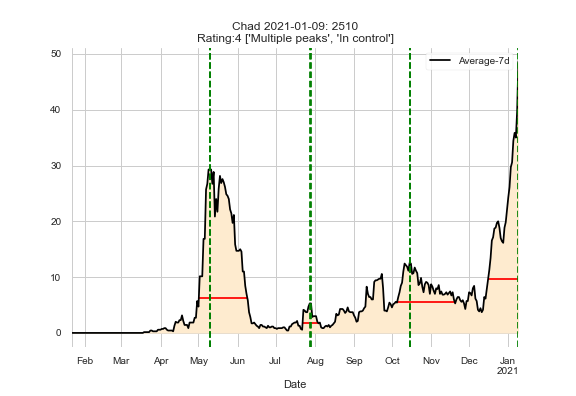 Chad 2021-01-09: 2510
Rating:4 ['Multiple peaks', 'In control']
Average-7d
50
40
30
20
10
0
Feb Mar Apr May Jun Jul Aug Sep Oct Nov Dec Jan
2021
Date